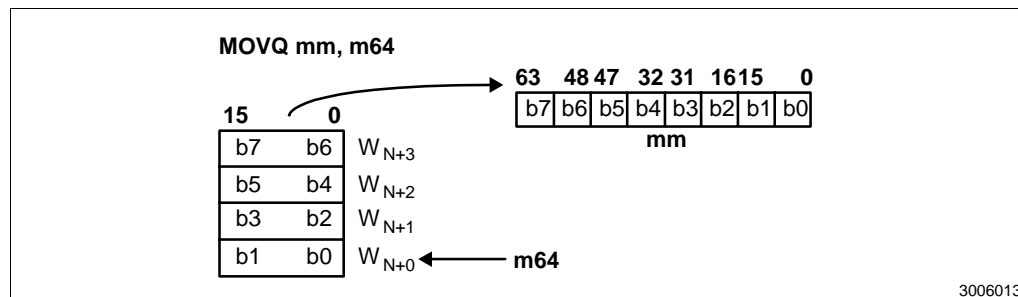 MOVQ mm, m64
63 48 47 32 31 16 15 0
b7 b6 b5 b4 b3 b2 b1 b0
mm
15 0
b7 b6 W N+3
b5 b4 W N+2
b3 b2 W N+1
b1 b0 W N+0 m64
3006013